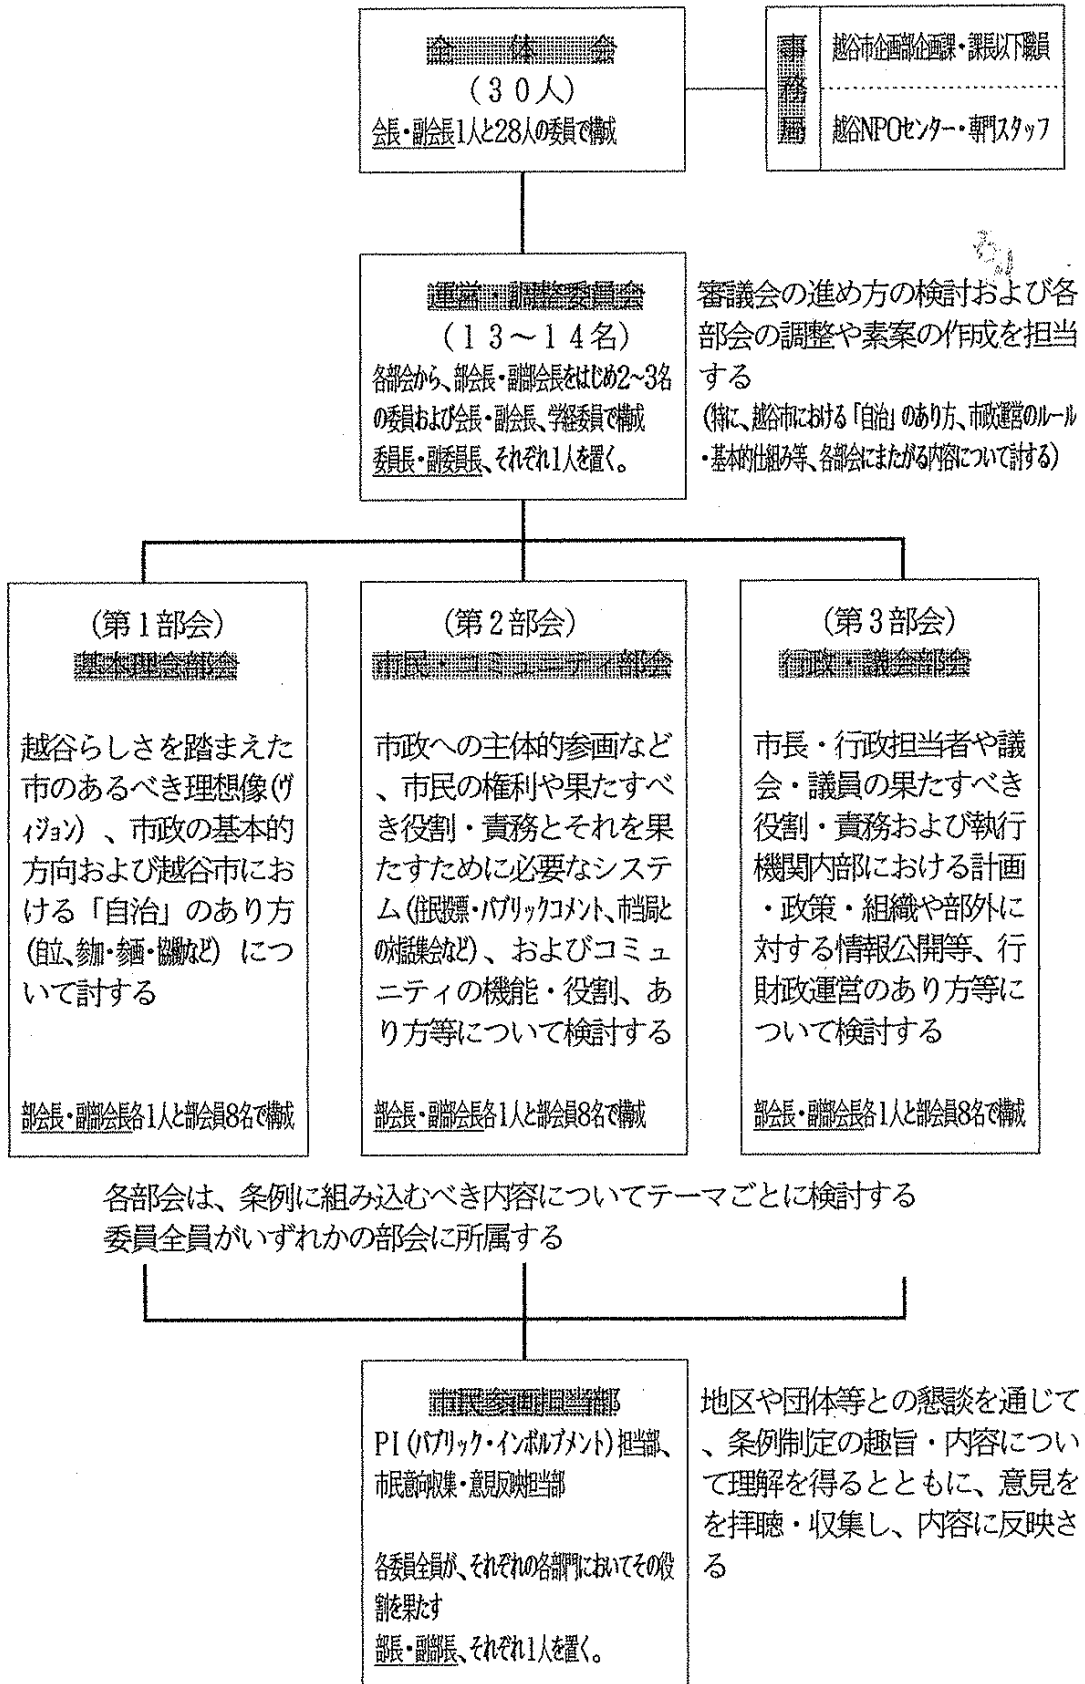 全体会
(30人)
会長・副会長1人と28人の委員で構成
事務局
越谷市企画部企画課・課長以下職員
越谷NPOセンター・専門スタッフ
運営・調整委員会
(13～14名)
各部会から、部会長・副部会長をはじめ2~3名
の委員および会長・副会長、学経委員で構成
委員長・副委員長、それぞれ1人を置く。
審議会の進め方の検討および各
部会の調整や素案の作成を担当
する
(特に、越谷市における「自治」のあり方、市政運営のルール
・基本的仕組み等、各部会にまたがる内容について討する)
(第1部会)
基本理念部会
越谷らしさを踏まえた
市のあるべき理想像(ヴ
ィジョン)、市政の基本的
方向および越谷市にお
ける「自治」のあり方
(自立、参加・参画・協働など)につ
いて討する
部会長・副部会長各1人と部会員8名で構成
(第2部会)
市民・コミュニティ部会
市政への主体的参画など
、市民の権利や果たすべ
き役割・責務とそれを果
たすために必要なシステ
ム(住民投票・パブリックコメント、市当局と
の対話集会など)、およびコミュ
ニティの機能・役割、あ
り方等について検討する
部会長・副部会長各1人と部会員8名で構成
(第3部会)
行政・議会部会
市長・行政担当者や議
会・議員の果たすべき
役割・責務および執行
機関内部における計画
・政策・組織や部外に
対する情報公開等、行
財政運営のあり方等に
ついて検討する
部会長・副部会長各1人と部会員8名で構成
各部会は、条例に組み込むべき内容についてテーマごとに検討する
委員全員がいずれかの部会に所属する
市民参画担当部
PI(パブリック・インボルブメント)担当部、
市民意向収集・意見反映担当部
各委員全員が、それぞれの各部門においてその役
割を果たす
部長・副部長、それぞれ1人を置く。
地区や団体等との懇談を通じて
、条例制定の趣旨・内容につい
て理解を得るとともに、意見を
を拝聴・収集し、内容に反映さ
る